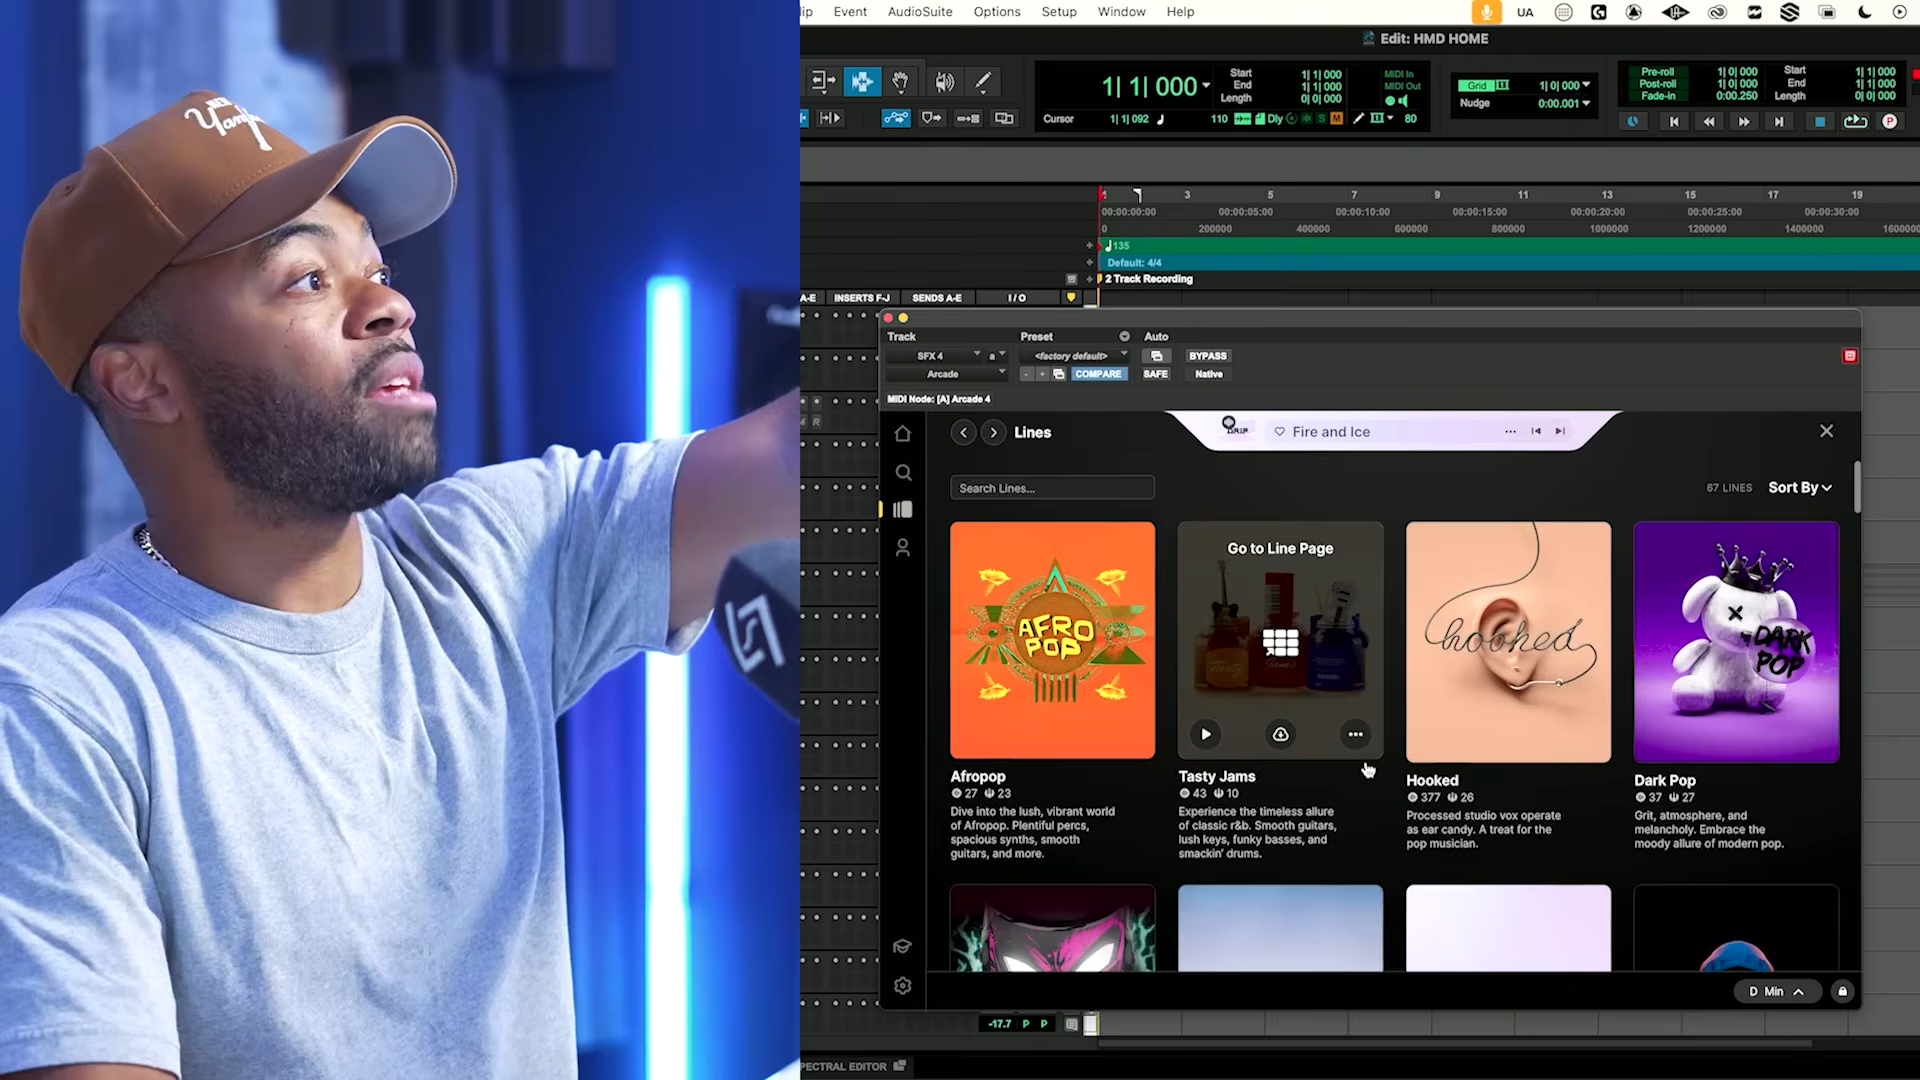 Event AudioSuite Options Setup Window Help
UA
Edit: HMD HOME
1| 1| 000
Start 1| 1| 000
End 1| 1| 000
Length 0| 0| 000
MIDI In
MIDI Out
Cursor 1| 1| 092
110 Dly S M 80
Grid 1| 0| 000
Nudge 0:00.001
Pre-roll 1| 0| 000
Post-roll 1| 0| 000
Fade-in 0:00.250
Start 1| 1| 000
End 1| 1| 000
Length 0| 0| 000
P
1 3 5 7 9 11 13 15 17 19
00:00:00:00 00:00:05:00 00:00:10:00 00:00:15:00 00:00:20:00 00:00:25:00 00:00:30:00
0 200000 400000 600000 800000 1000000 1200000 1400000 1600000
135
Default: 4/4
2 Track Recording
A-E INSERTS F-J SENDS A-E I / O
Track Preset Auto
SFX 4 a <factory default> BYPASS
Arcade - + COMPARE SAFE Native
MIDI Node: [A] Arcade 4
Lines
DRIP
Fire and Ice
Search Lines...
67 LINES Sort By
AFRO
POP
Go to Line Page
Tasty Jams
hooked
DARK
POP
Afropop
27 23
Dive into the lush, vibrant world
of Afropop. Plentiful percs,
spacious synths, smooth
guitars, and more.
Tasty Jams
43 10
Experience the timeless allure
of classic r&b. Smooth guitars,
lush keys, funky basses, and
smackin' drums.
Hooked
377 26
Processed studio vox operate
as ear candy. A treat for the
pop musician.
Dark Pop
37 27
Grit, atmosphere, and
melancholy. Embrace the
moody allure of modern pop.
D Min
-17.7 P P
PECTRAL EDITOR